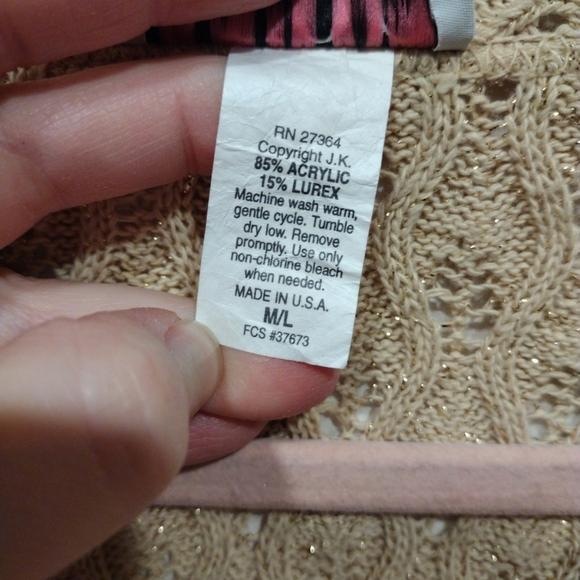 RN 27364
Copyright J.K.
85% ACRYLIC
15% LUREX
Machine wash warm,
gentle cycle. Tumble
dry low. Remove
promptly. Use only
non-chlorine bleach
when needed.
MADE IN U.S.A.
M/L
FCS #37673